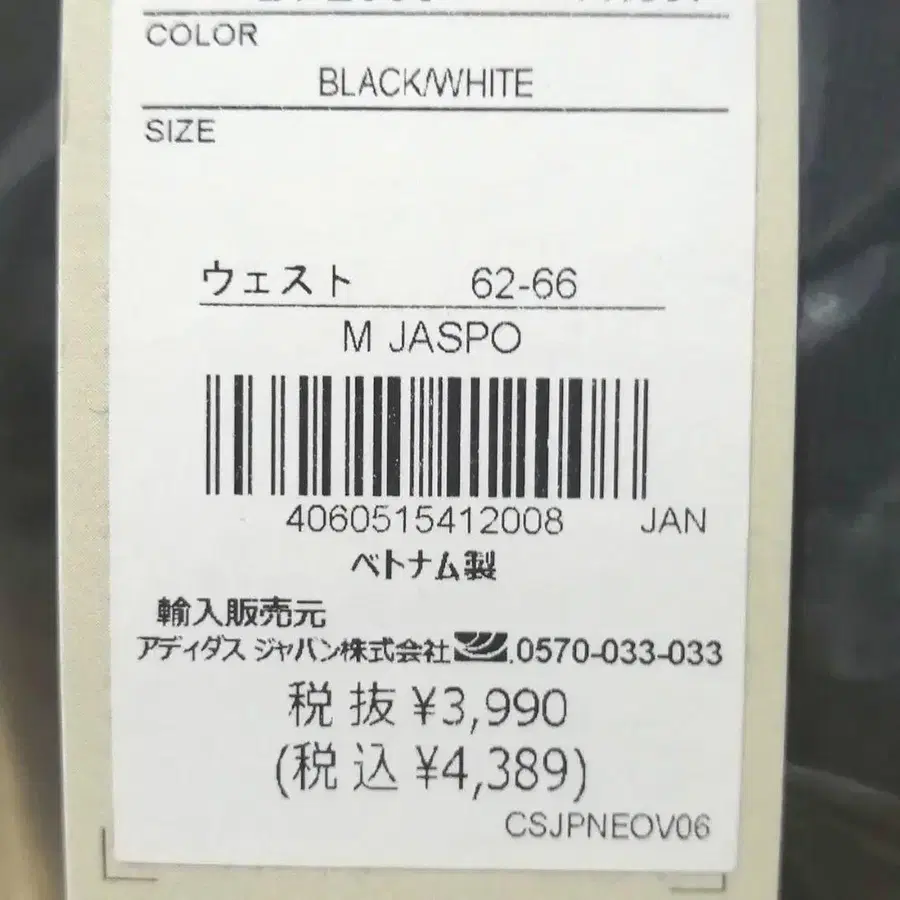 COLOR
BLACK/WHITE
SIZE
ウェスト 62-66
M JASPO
4060515412008 JAN
ベトナム製
輸入販売元
アディダス ジャパン株式会社 0570-033-033
税抜 ¥3,990
(税込 ¥4,389)
CSJPNEOV06